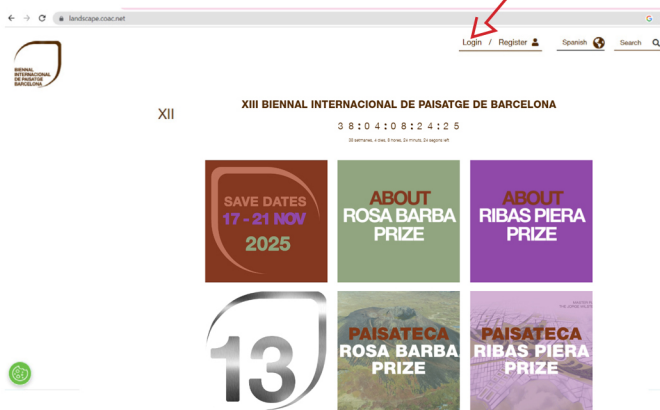 landscape.coac.net
Login / Register
Spanish
Search
BIENNAL
INTERNACIONAL
DE PAISATGE
BARCELONA
XII
XIII BIENNAL INTERNACIONAL DE PAISATGE DE BARCELONA
38:04:08:24:25
SAVE DATES
17 - 21 NOV
2025
ABOUT
ROSA BARBA
PRIZE
ABOUT
RIBAS PIERA
PRIZE
13
PAISATECA
ROSA BARBA
PRIZE
PAISATECA
RIBAS PIERA
PRIZE